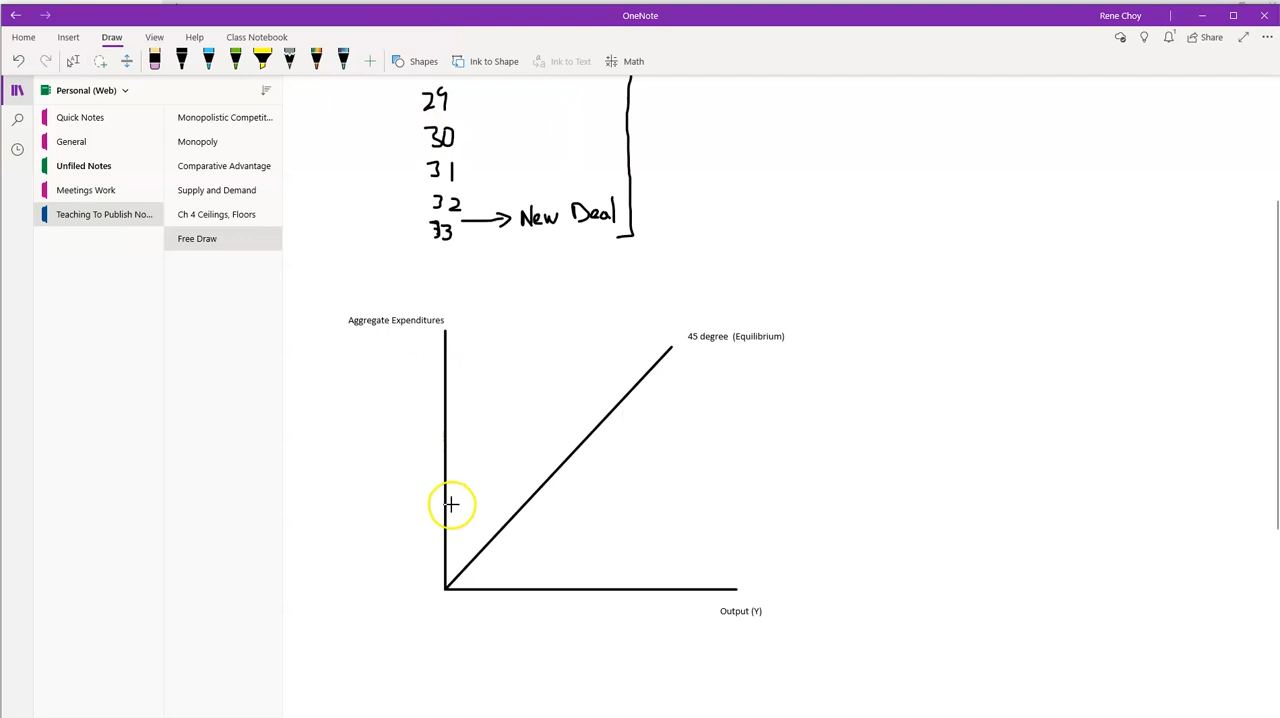 OneNote
Rene Choy
Home Insert Draw View Help Class Notebook
Share
Shapes Ink to Shape Ink to Text Math
Personal (Web)
Quick Notes
General
Unfiled Notes
Meetings Work
Teaching To Publish No...
Monopolistic Competit...
Monopoly
Comparative Advantage
Supply and Demand
Ch 4 Ceilings, Floors
Free Draw
29
30
31
32
33 → New Deal
Aggregate Expenditures
45 degree (Equilibrium)
Output (Y)